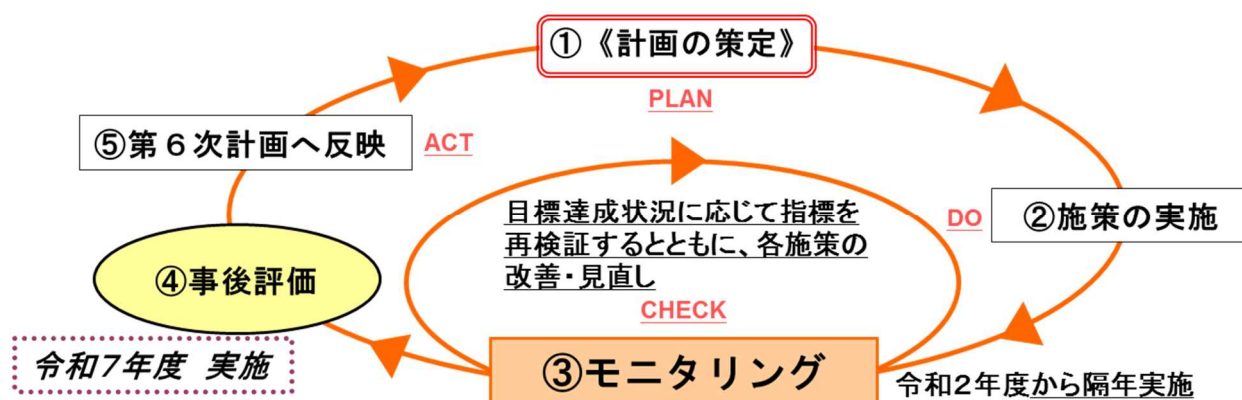 ①《計画の策定》
PLAN
⑤第６次計画へ反映
ACT
目標達成状況に応じて指標を
再検証するとともに、各施策の
改善・見直し
CHECK
DO
②施策の実施
④事後評価
令和７年度 実施
③モニタリング
令和２年度から隔年実施